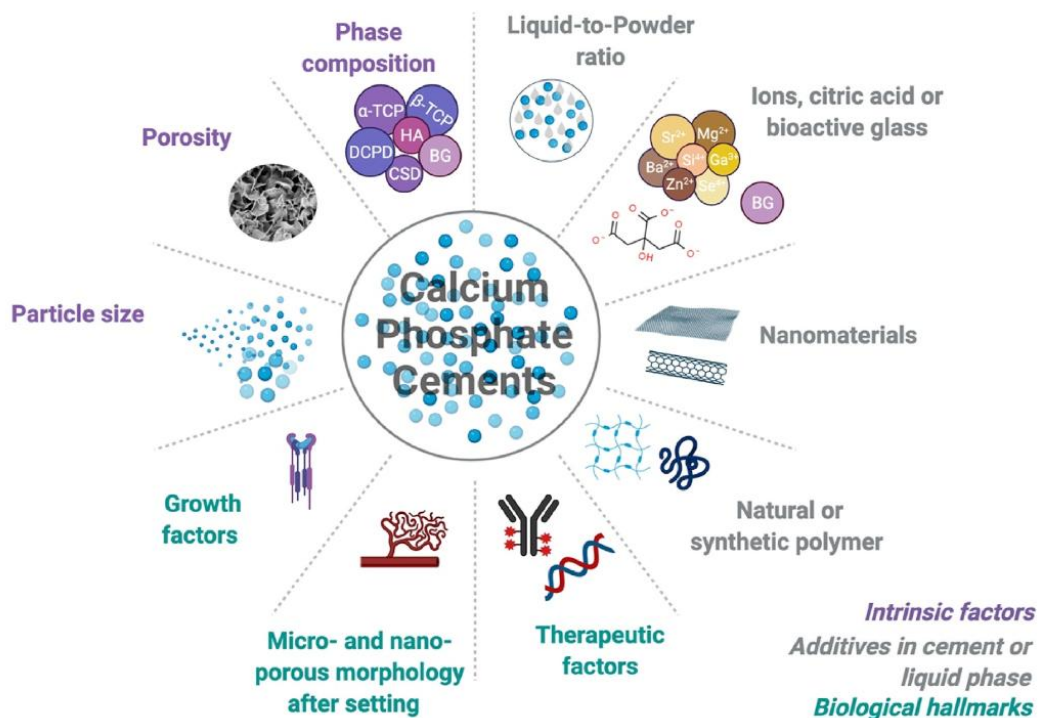 Phase
composition
α-TCP
β-TCP
HA
DCPD
BG
CSD
Liquid-to-Powder
ratio
Ions, citric acid or
bioactive glass
Sr2+
Mg2+
Si4+
Ga3+
Ba2+
Zn2+
Se4+
BG
O
O-
O
O-
O
O-
OH
Porosity
Particle size
Calcium
Phosphate
Cements
Nanomaterials
Growth
factors
Natural or
synthetic polymer
Micro- and nano-
porous morphology
after setting
Therapeutic
factors
Intrinsic factors
Additives in cement or
liquid phase
Biological hallmarks